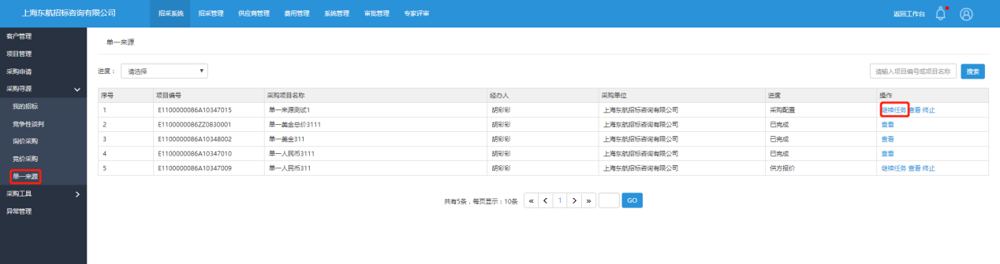 上海东航招标咨询有限公司 招采系统 招采管理 供应商管理 费用管理 系统管理 审批管理 专家评审 返回工作台
客户管理
项目管理
采购申请
采购寻源
我的招标
竞争性谈判
询价采购
竞价采购
单一来源
采购工具
异常管理
单一来源
进度： 请选择 请输入项目编号或项目名称 搜索
序号 项目编号 采购项目名称 经办人 采购单位 进度 操作
1 E1100000086A10347015 单一来源测试1 胡彩彩 上海东航招标咨询有限公司 采购配置 继续任务 查看 终止
2 E1100000086ZZ0830001 单一美金总价3111 胡彩彩 上海东航招标咨询有限公司 已完成 查看
3 E1100000086A10348002 单一美金311 胡彩彩 上海东航招标咨询有限公司 已完成 查看
4 E1100000086A10347010 单一人民币3111 胡彩彩 上海东航招标咨询有限公司 已完成 查看
5 E1100000086A10347009 单一人民币311 胡彩彩 上海东航招标咨询有限公司 供方报价 继续任务 查看 终止
共有5条，每页显示：10条 « < 1 > » GO